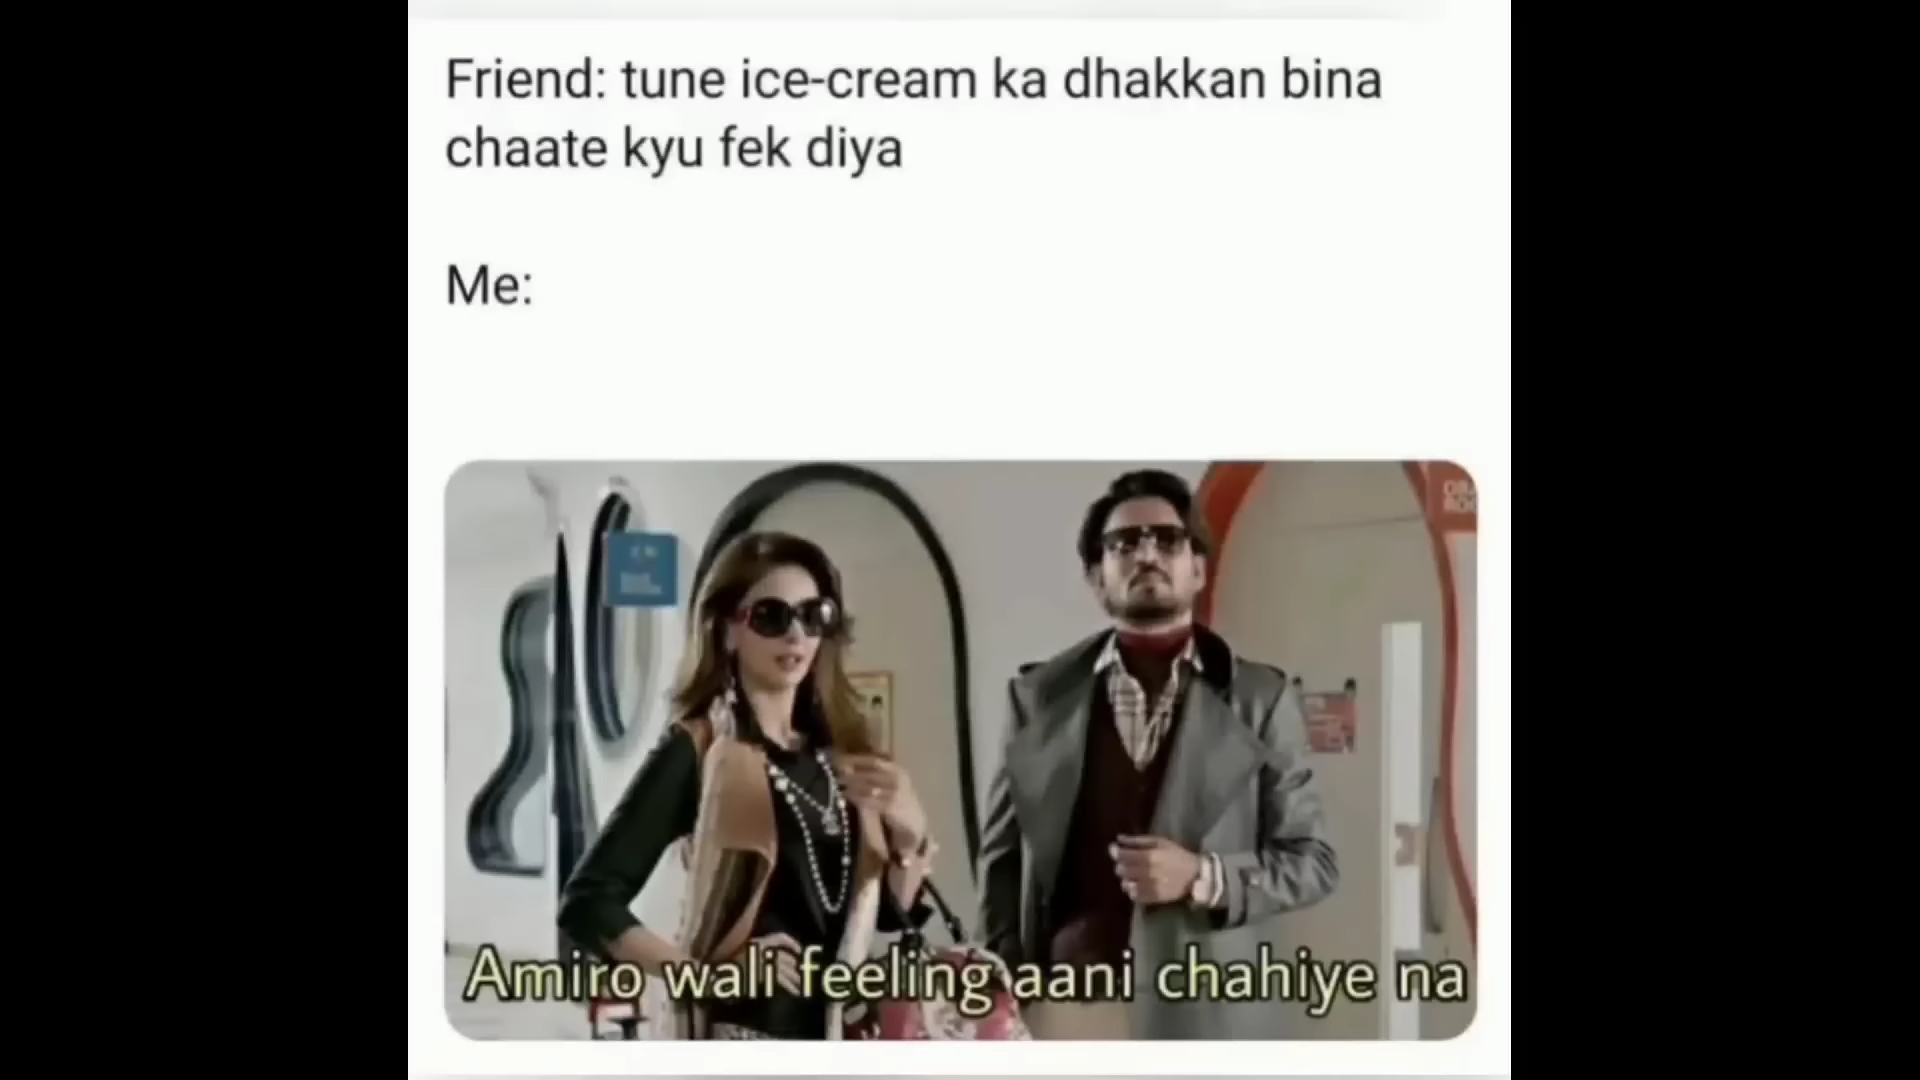 Friend: tune ice-cream ka dhakkan bina
chaate kyu fek diya
Me:
Amiro wali feeling aani chahiye na